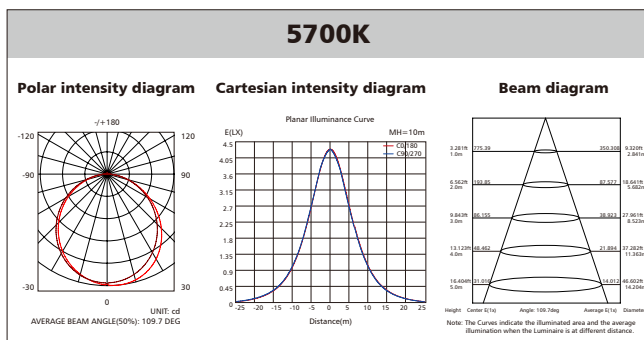 5700K
Polar intensity diagram
-/+180
-120
120
-90
90
-30
30
0
UNIT: cd
AVERAGE BEAM ANGLE(50%): 109.7 DEG
Cartesian intensity diagram
Planar Illuminance Curve
E(LX)
MH=10m
C0/180
C90/270
4.5
4.05
3.6
3.15
2.7
2.25
1.8
1.35
0.9
0.45
0
-25 -20 -15 -10 -5 0 5 10 15 20 25
Distance(m)
Beam diagram
3.281ft 775.39 350.308 9.320ft
1.0m 2.841m
6.562ft 193.85 87.577 18.641ft
2.0m 5.682m
9.843ft 86.155 38.923 27.961ft
3.0m 8.523m
13.123ft 48.462 21.894 37.282ft
4.0m 11.363m
16.404ft 31.016 14.012 46.602ft
5.0m 14.204m
Height Center E(1x) Angle: 109.7deg Average E(1x) Diameter
Note: The Curves indicate the illuminated area and the average
illumination when the Luminaire is at different distance.